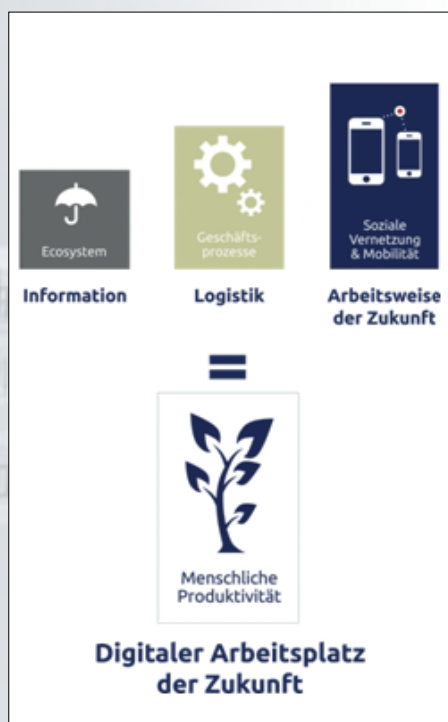 Ecosystem
Information
Geschäfts-
prozesse
Logistik
Soziale
Vernetzung
& Mobilität
Arbeitsweise
der Zukunft
=
Menschliche
Produktivität
Digitaler Arbeitsplatz
der Zukunft